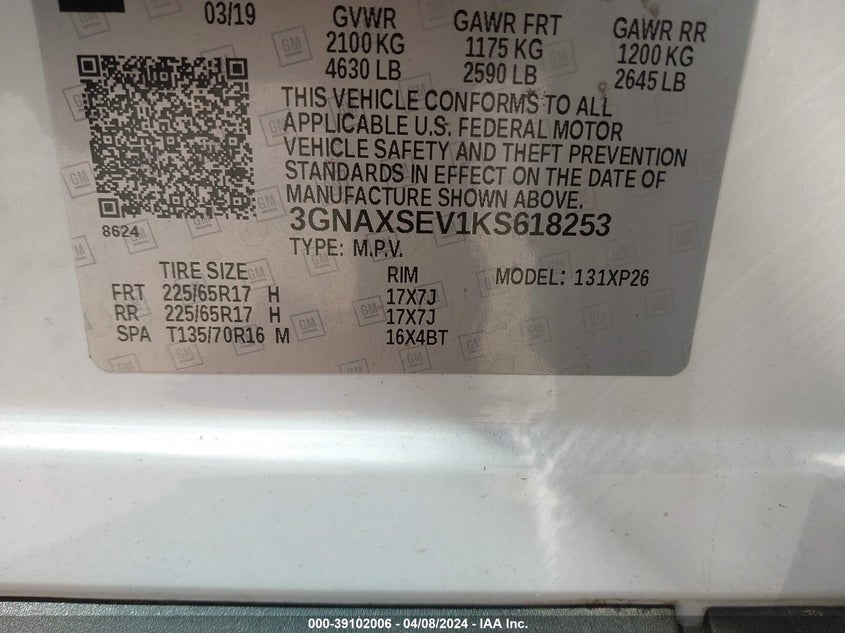 03/19 GVWR GAWR FRT GAWR RR
2100 KG 1175 KG 1200 KG
4630 LB 2590 LB 2645 LB
THIS VEHICLE CONFORMS TO ALL
APPLICABLE U.S. FEDERAL MOTOR
VEHICLE SAFETY AND THEFT PREVENTION
STANDARDS IN EFFECT ON THE DATE OF
MANUFACTURE SHOWN ABOVE.
3GNAXSEV1KS618253
8624
TYPE: M.P.V.
TIRE SIZE RIM MODEL: 131XP26
FRT 225/65R17 H 17X7J
RR 225/65R17 H 17X7J
SPA T135/70R16 M 16X4BT
GM
000-39102006 - 04/08/2024 - IAA Inc.